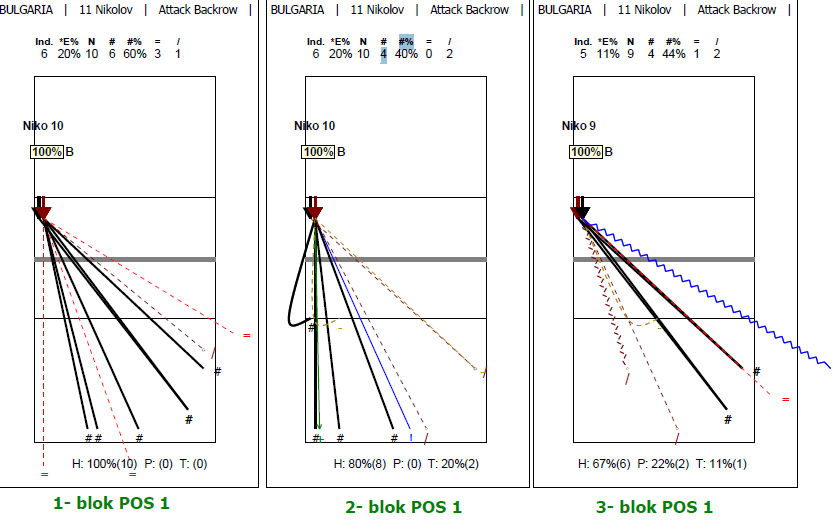 BULGARIA | 11 Nikolov | Attack Backrow |
Ind. *E% N # #% = /
6 20% 10 6 60% 3 1
Niko 10
100% B
=
/
#
#
# # #
= =
H: 100%(10) P: (0) T: (0)
1- blok POS 1
BULGARIA | 11 Nikolov | Attack Backrow |
Ind. *E% N # #% = /
6 20% 10 4 40% 0 2
Niko 10
100% B
# -
/
# + # # ! /
H: 80%(8) P: (0) T: 20%(2)
2- blok POS 1
BULGARIA | 11 Nikolov | Attack Backrow |
Ind. *E% N # #% = /
5 11% 9 4 44% 1 2
Niko 9
100% B
-
/ #
=
#
/
H: 67%(6) P: 22%(2) T: 11%(1)
3- blok POS 1